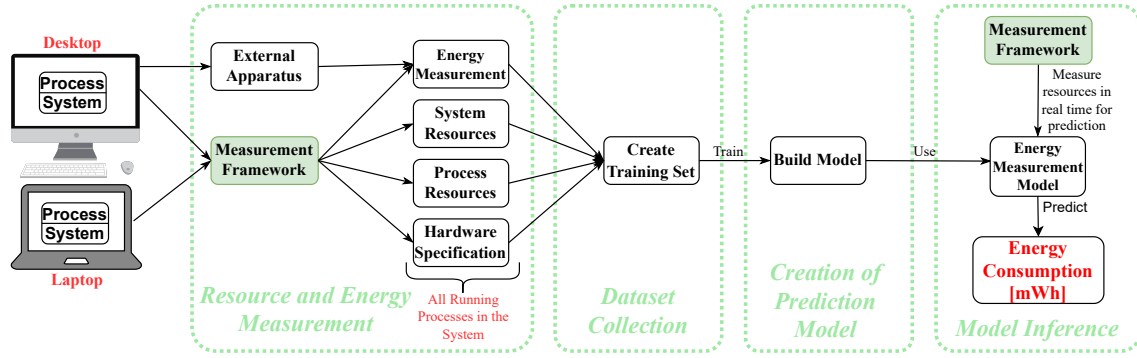 Desktop
Process
System
Process
System
Laptop
External
Apparatus
Measurement
Framework
Energy
Measurement
System
Resources
Process
Resources
Hardware
Specification
All Running
Processes in the
System
Resource and Energy
Measurement
Create
Training Set
Dataset
Collection
Train
Build Model
Creation of
Prediction
Model
Use
Measurement
Framework
Measure
resources in
real time for
prediction
Energy
Measurement
Model
Predict
Energy
Consumption
[mWh]
Model Inference